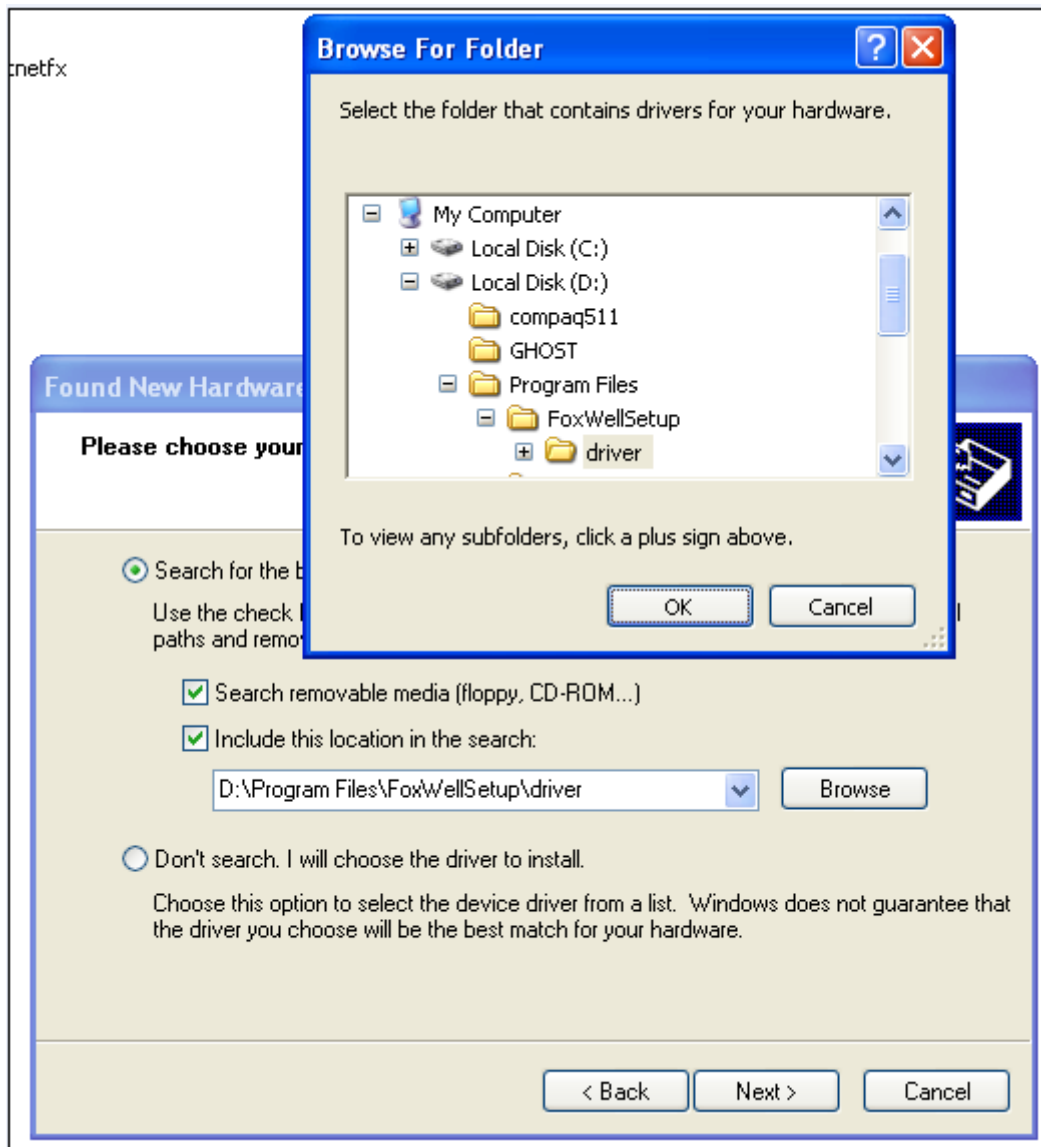 tnetfx
Browse For Folder
Select the folder that contains drivers for your hardware.
My Computer
Local Disk (C:)
Local Disk (D:)
compaq511
GHOST
Program Files
FoxWellSetup
driver
To view any subfolders, click a plus sign above.
OK Cancel
Found New Hardware
Please choose your
Search for the
Use the check
paths and
Search removable media (floppy, CD-ROM...)
Include this location in the search:
D:\Program Files\FoxWellSetup\driver Browse
Don't search. I will choose the driver to install.
Choose this option to select the device driver from a list. Windows does not guarantee that
the driver you choose will be the best match for your hardware.
< Back Next > Cancel